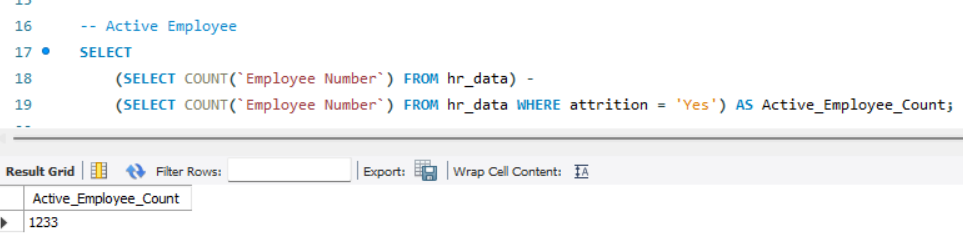 16 -- Active Employee
17 SELECT
18 (SELECT COUNT(`Employee Number`) FROM hr_data) -
19 (SELECT COUNT(`Employee Number`) FROM hr_data WHERE attrition = 'Yes') AS Active_Employee_Count;
Result Grid Filter Rows: Export: Wrap Cell Content: IA
Active_Employee_Count
1233